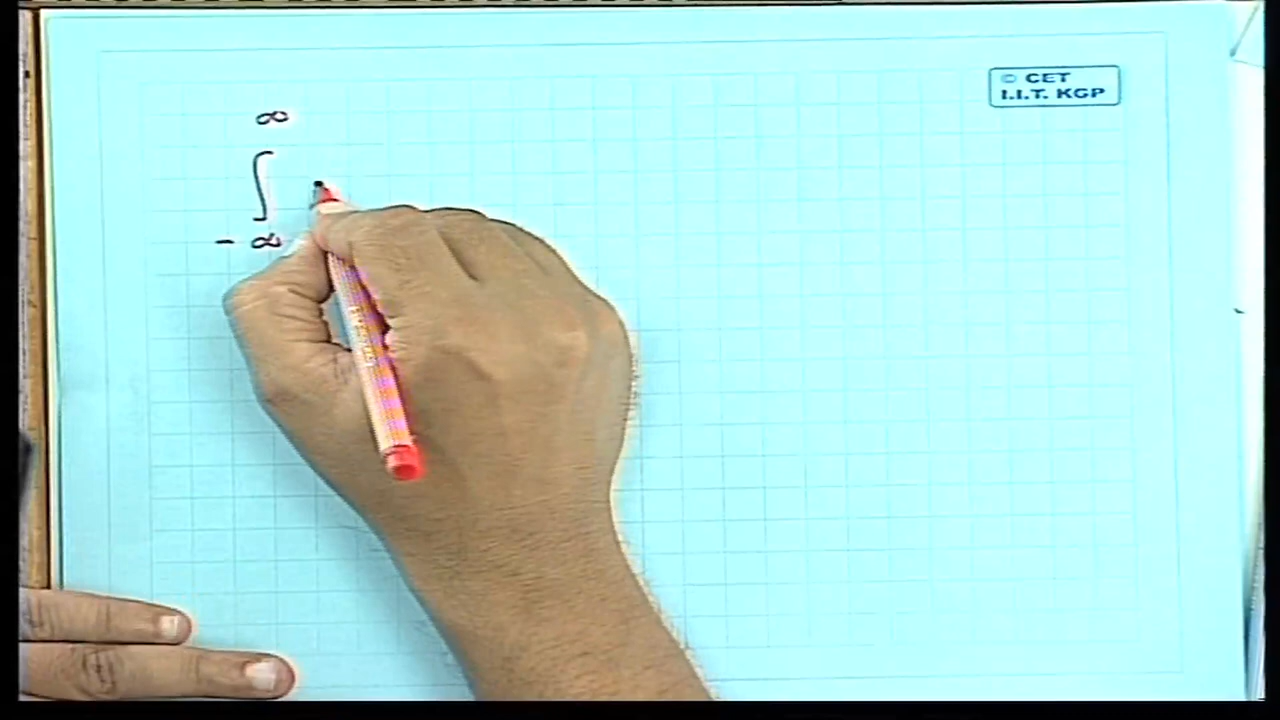 © CET
I.I.T. KGP
∞
∫
- ∞